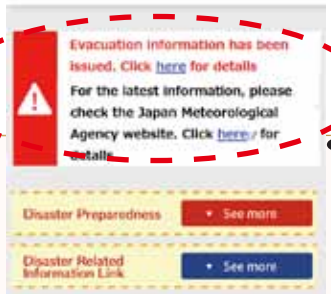 Evacuation information has been
issued. Click here for details
For the latest information, please
check the Japan Meteorological
Agency website. Click here for
details
Disaster Preparedness
See more
Disaster Related
Information Link
See more